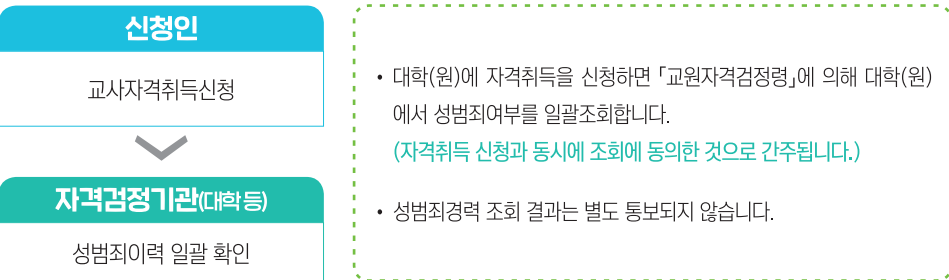 신청인
교사자격취득신청
자격검정기관(대학 등)
성범죄이력 일괄 확인
• 대학(원)에 자격취득을 신청하면 「교원자격검정령」에 의해 대학(원)
에서 성범죄여부를 일괄조회합니다.
(자격취득 신청과 동시에 조회에 동의한 것으로 간주됩니다.)
• 성범죄경력 조회 결과는 별도 통보되지 않습니다.